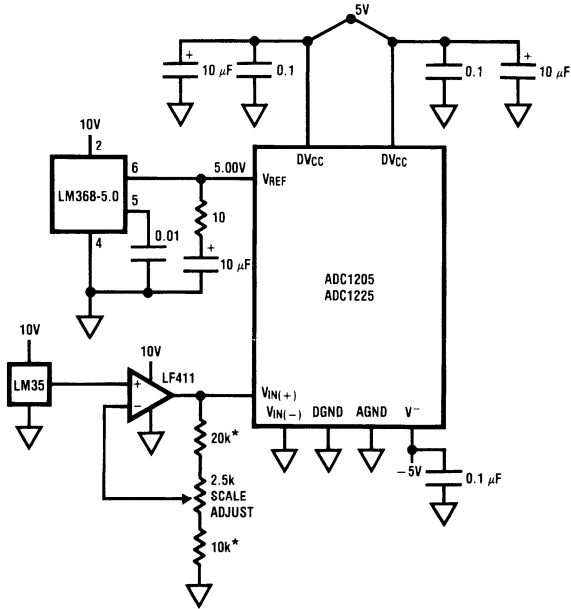 5V
+
10 μF
0.1
0.1
+
10 μF
10V
2
DVCC
DVCC
LM368-5.0
6
5.00V
VREF
5
10
4
0.01
+
10 μF
ADC1205
ADC1225
10V
LM35
10V
LF411
+
−
VIN(+)
VIN(−)
DGND
AGND
V−
20k*
−5V
0.1 μF
2.5k
SCALE
ADJUST
10k*